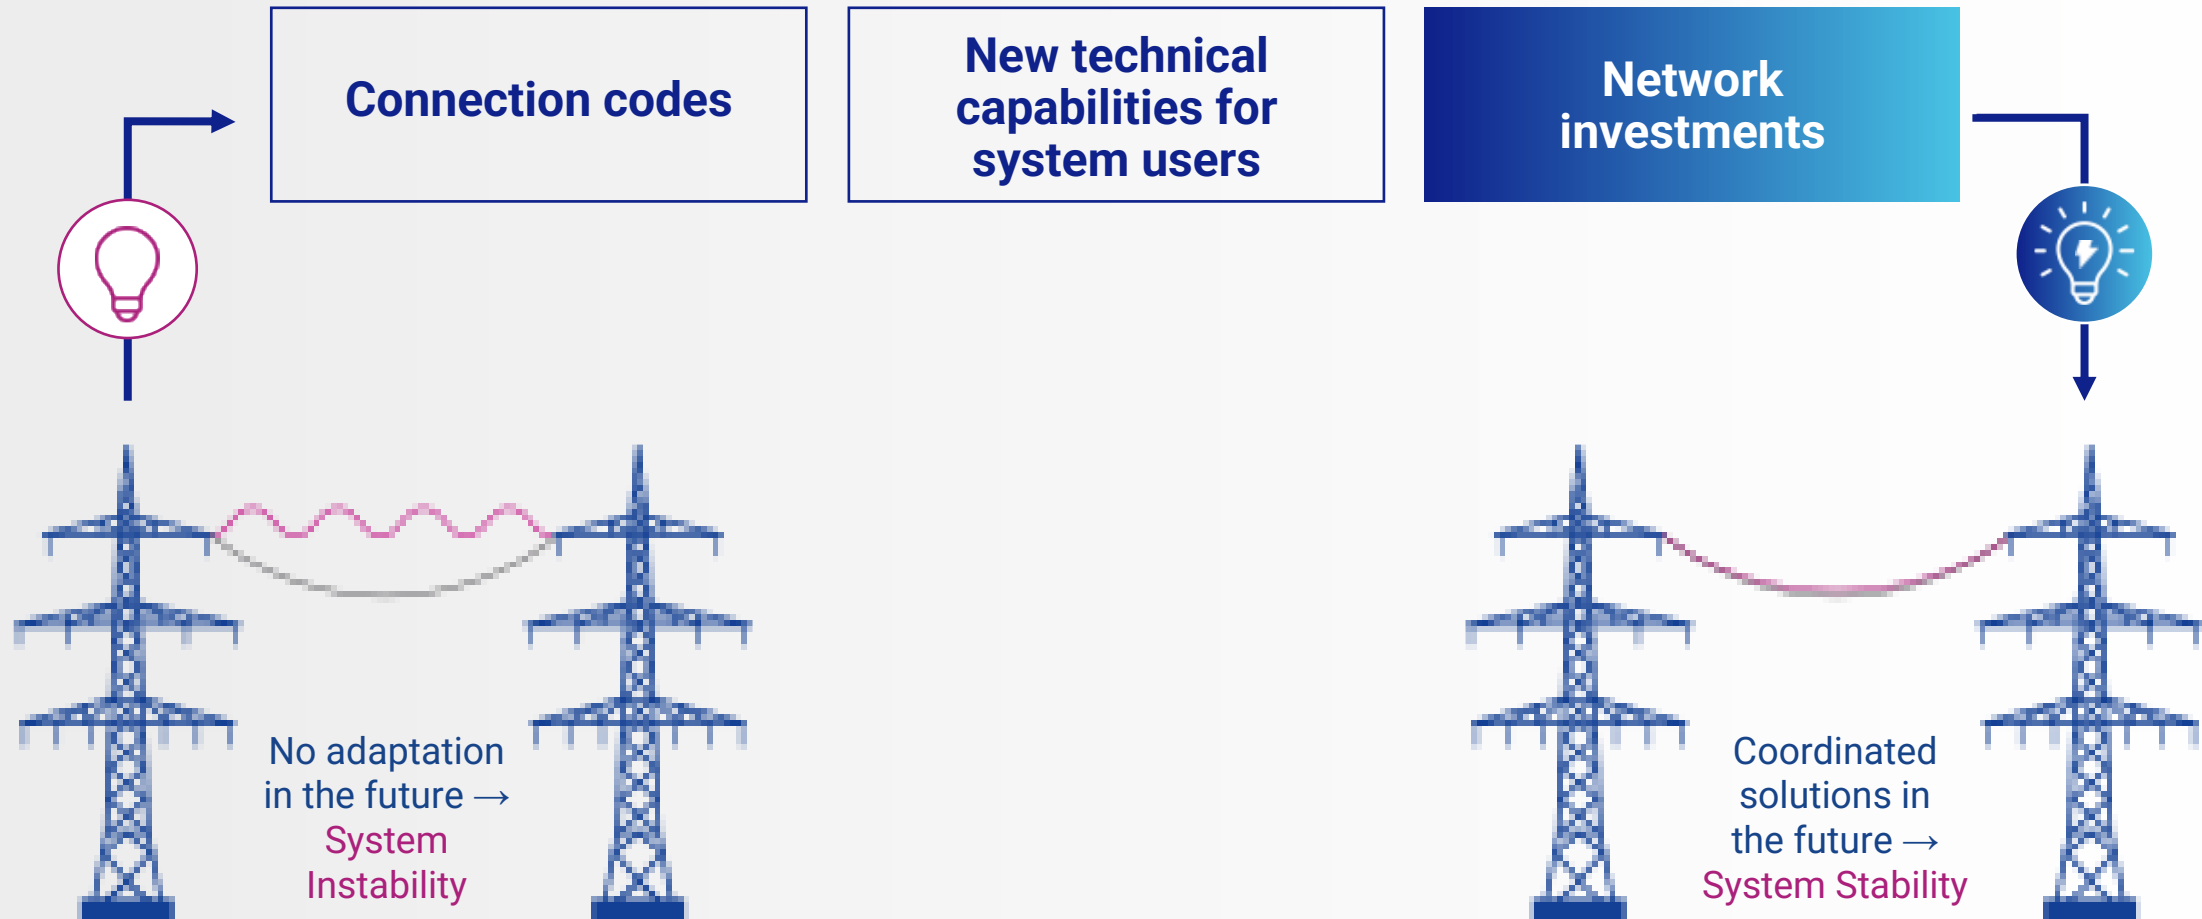 Connection codes
New technical
capabilities for
system users
Network
investments
No adaptation
in the future →
System
Instability
Coordinated
solutions in
the future →
System Stability